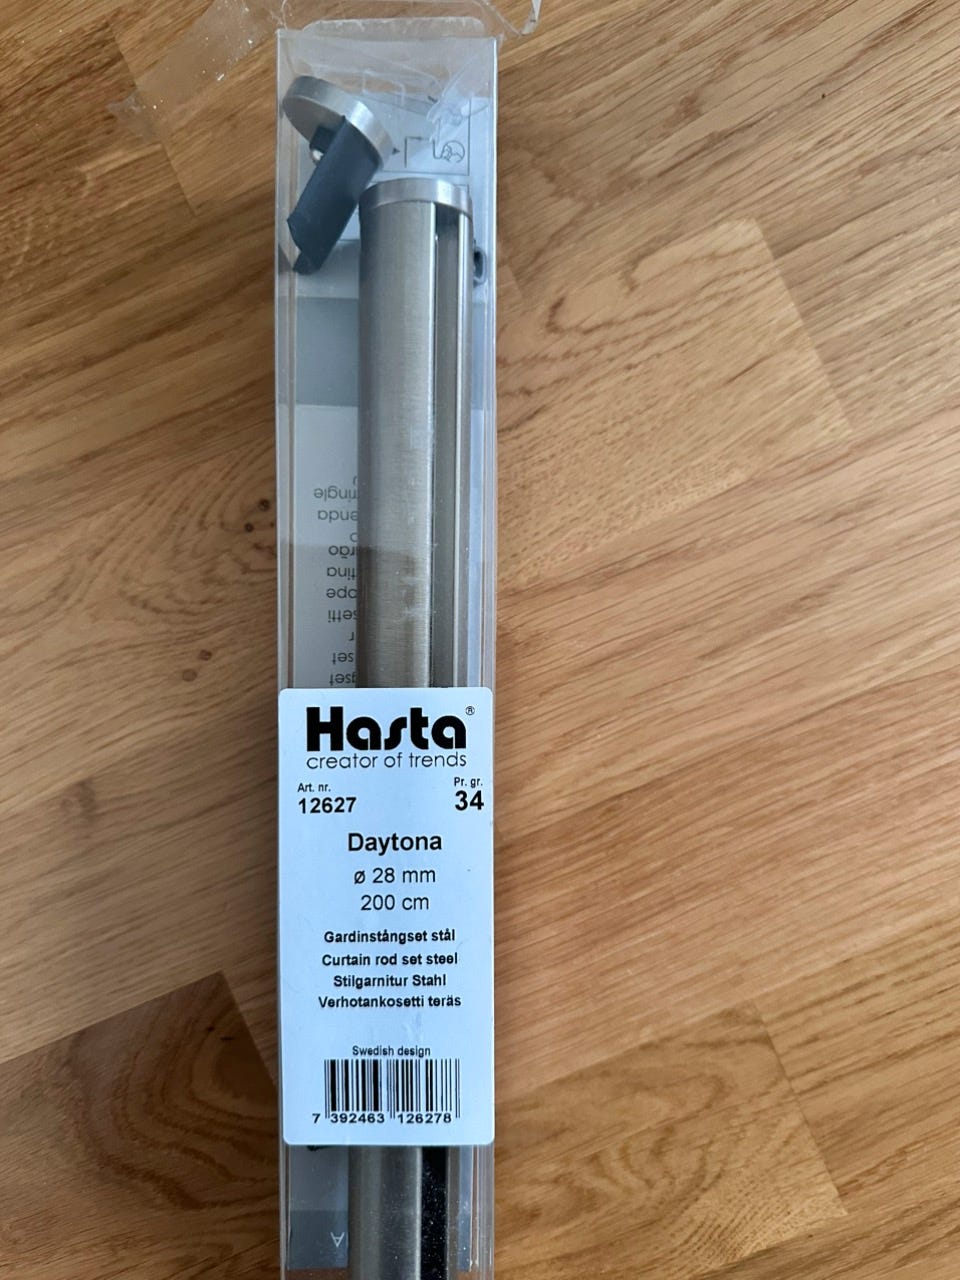 Hasta®
creator of trends
Art. nr.
Pr. gr.
12627
34
Daytona
ø 28 mm
200 cm
Gardinstångset stål
Curtain rod set steel
Stilgarnitur Stahl
Verhotankosetti teräs
Swedish design
7 392463 126278